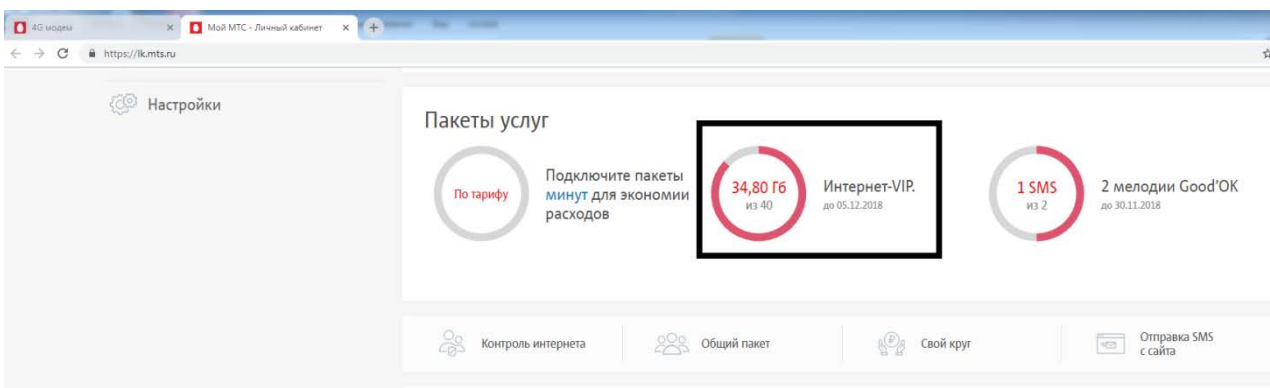 4G модем
Мой МТС - Личный кабинет
https://lk.mts.ru
Настройки
Пакеты услуг
По тарифу
Подключите пакеты
минут для экономии
расходов
34,80 Гб
из 40
Интернет-VIP.
до 05.12.2018
1 SMS
из 2
2 мелодии Good'OK
до 30.11.2018
Контроль интернета
Общий пакет
Свой круг
Отправка SMS
с сайта